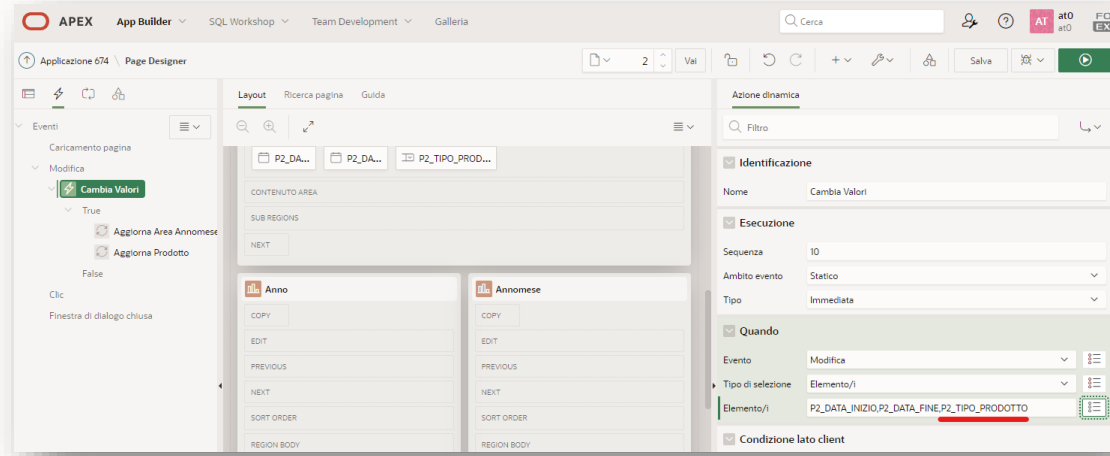 APEX App Builder SQL Workshop Team Development Galleria Cerca AT at0 at0
Applicazione 674 \ Page Designer 2 Vai Salva
Layout Ricerca pagina Guida
Azione dinamica
Filtro
Eventi
Caricamento pagina
Modifica
Cambia Valori
True
Aggiorna Area Annomese
Aggiorna Prodotto
False
Clic
Finestra di dialogo chiusa
P2_DA... P2_DA... P2_TIPO_PROD...
CONTENUTO AREA
SUB REGIONS
NEXT
Anno
COPY
EDIT
PREVIOUS
NEXT
SORT ORDER
REGION BODY
Annomese
COPY
EDIT
PREVIOUS
NEXT
SORT ORDER
REGION BODY
Identificazione
Nome Cambia Valori
Esecuzione
Sequenza 10
Ambito evento Statico
Tipo Immediata
Quando
Evento Modifica
Tipo di selezione Elemento/i
Elemento/i P2_DATA_INIZIO,P2_DATA_FINE,P2_TIPO_PRODOTTO
Condizione lato client